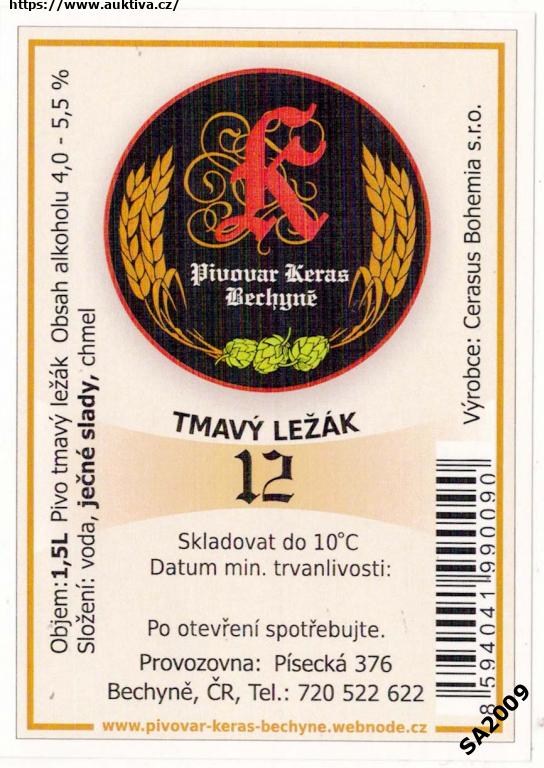 https://www.auktiva.cz/
K
Pivovar Keras
Bechyně
TMAVÝ LEŽÁK
12
Skladovat do 10°C
Datum min. trvanlivosti:
Po otevření spotřebujte.
Provozovna: Písecká 376
Bechyně, ČR, Tel.: 720 522 622
www.pivovar-keras-bechyne.webnode.cz
Objem:1,5L Pivo tmavý ležák Obsah alkoholu 4,0 - 5,5 %
Složení: voda, ječné slady, chmel
Výrobce: Cerasus Bohemia s.r.o.
8 594041 990090
SA2009